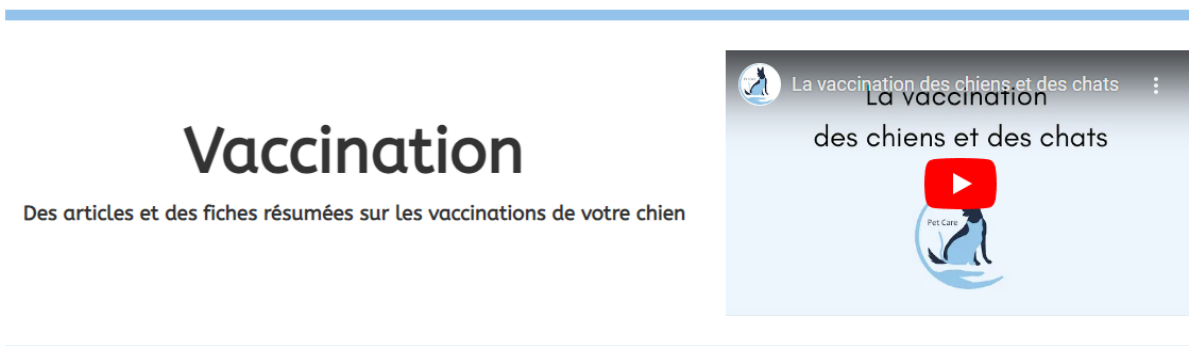 Vaccination
Des articles et des fiches résumées sur les vaccinations de votre chien
La vaccination des chiens et des chats
La vaccination
des chiens et des chats
Pet Care